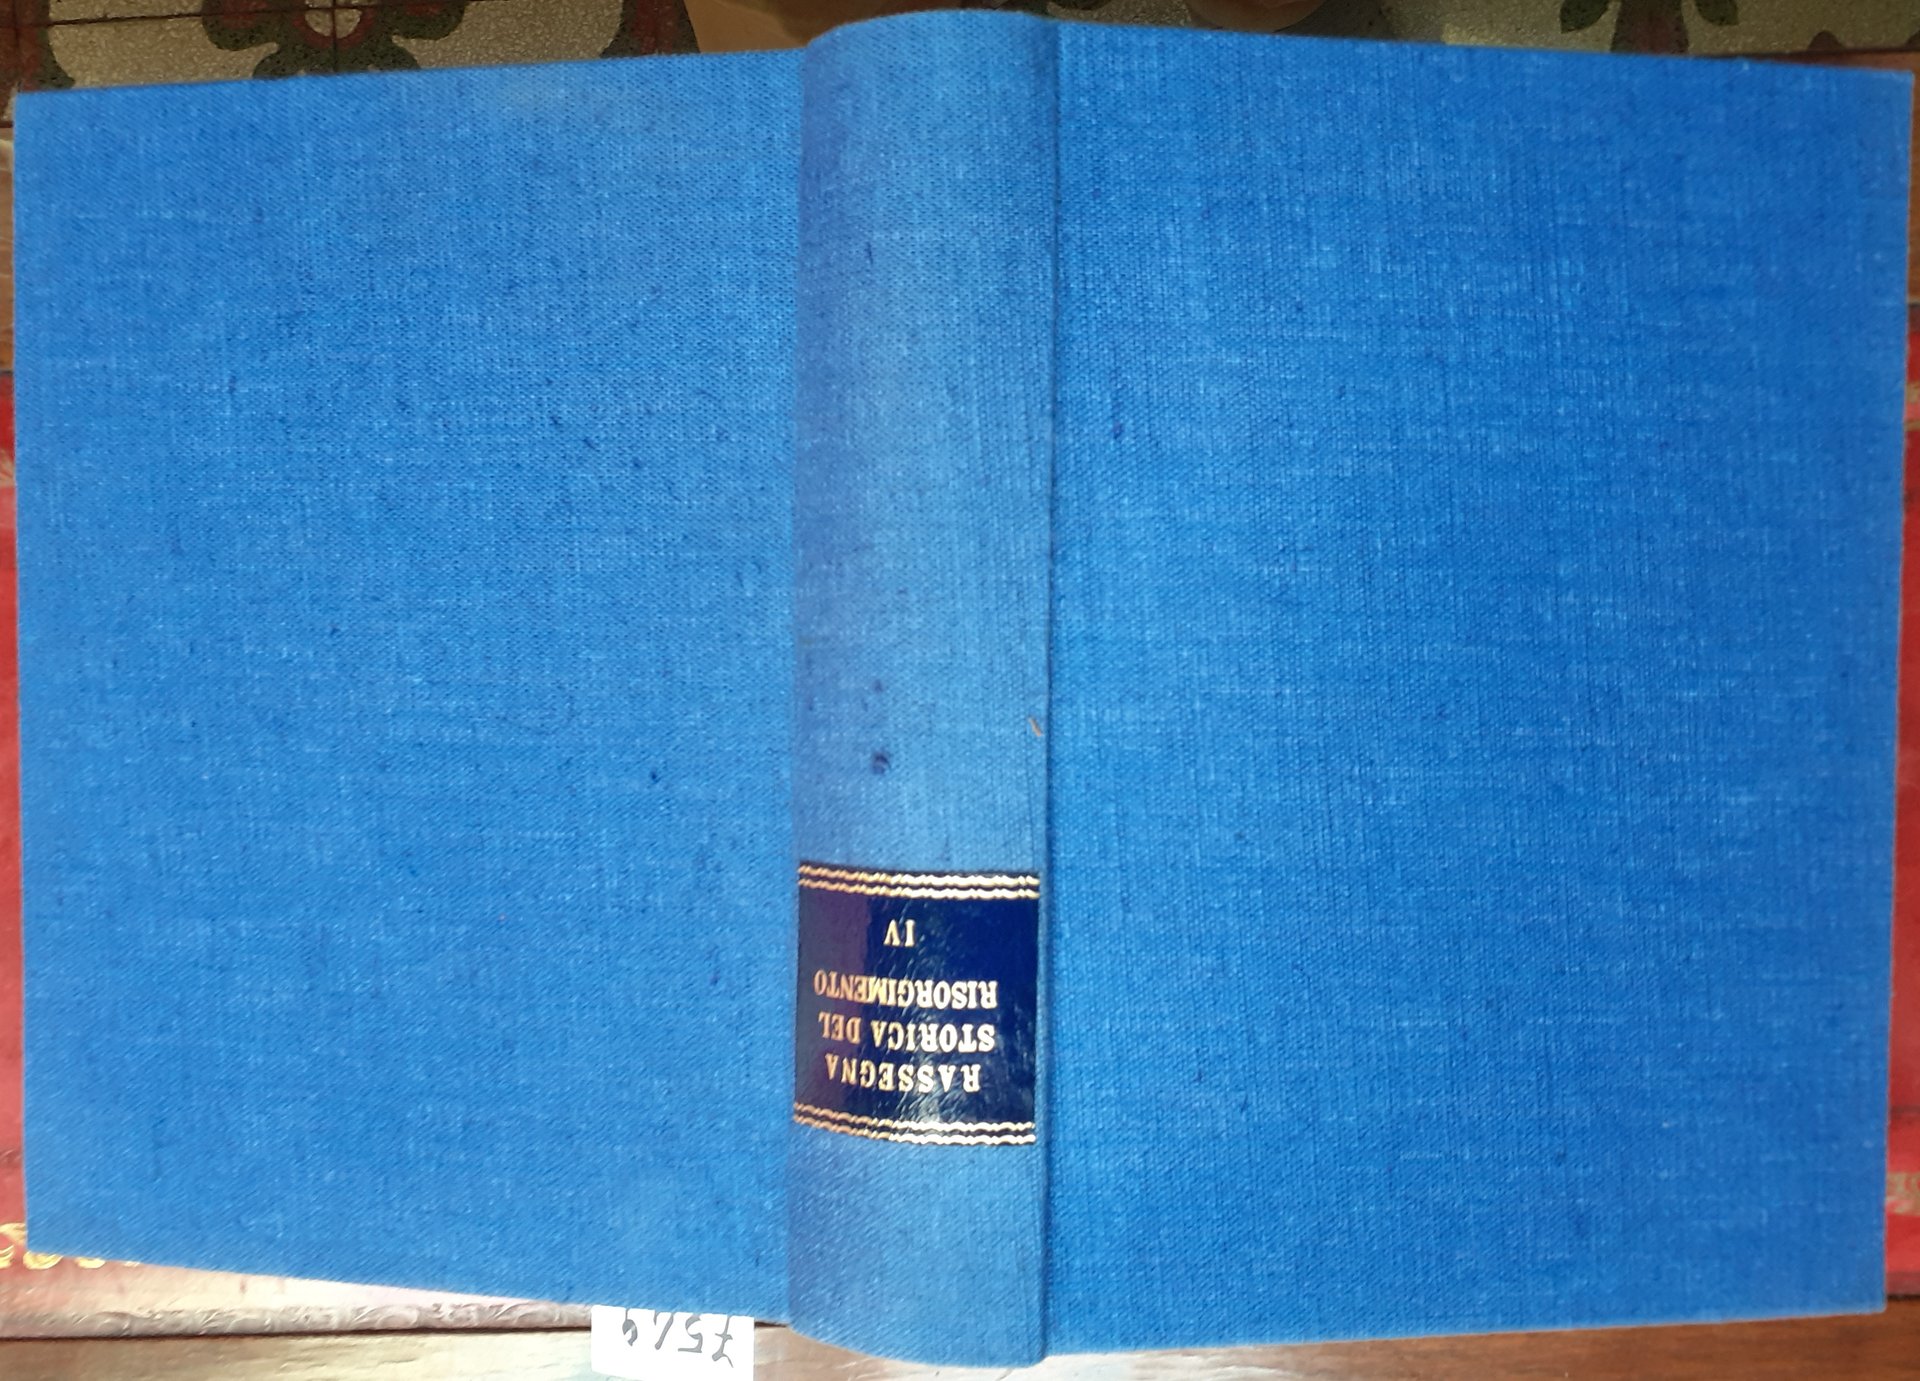 RASSEGNA
STORICA DEL
RISORGIMENTO
IV